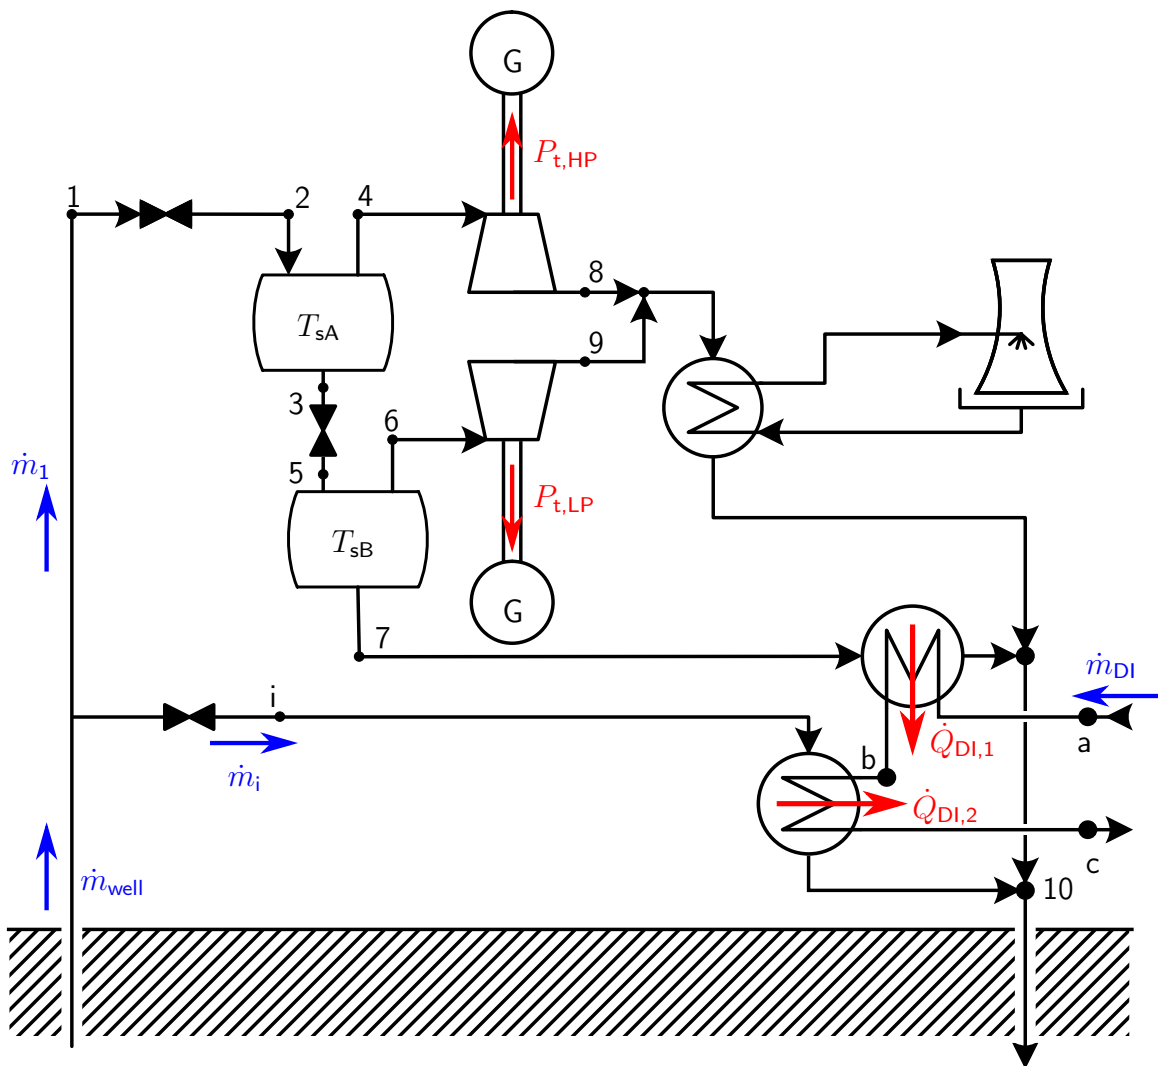 G
P_t,HP
1
2
4
T_sA
8
9
3
6
5
ṁ_1
P_t,LP
T_sB
G
7
ṁ_DI
i
a
Q̇_DI,1
b
ṁ_i
Q̇_DI,2
c
ṁ_well
10